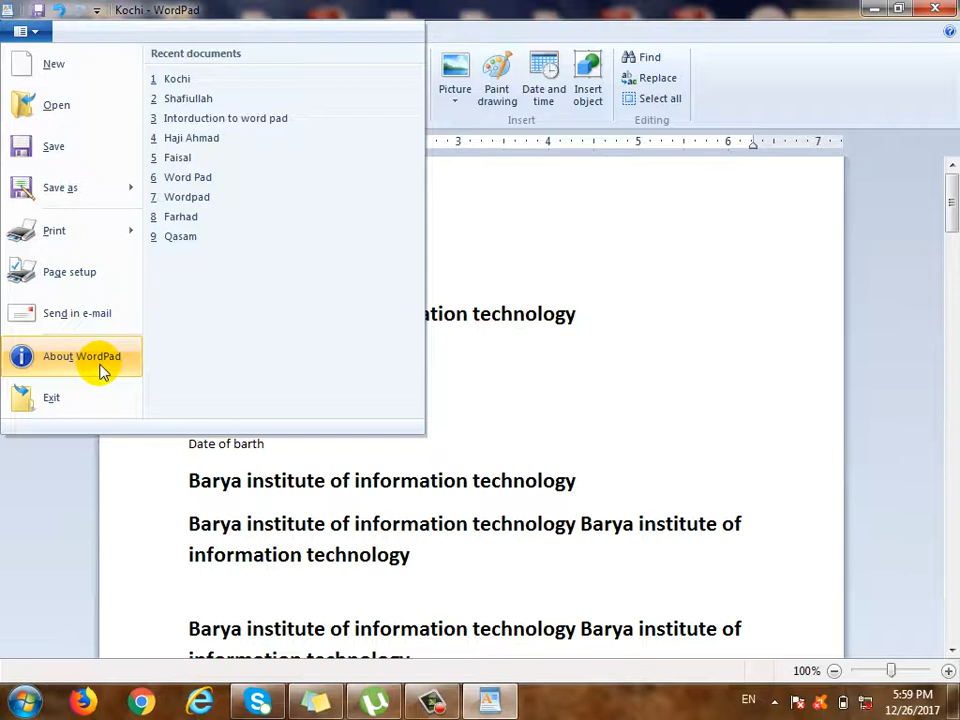 Kochi - WordPad
Recent documents
New
Open
Save
Save as
Print
Page setup
Send in e-mail
About WordPad
Exit
1 Kochi
2 Shafiullah
3 Intorduction to word pad
4 Haji Ahmad
5 Faisal
6 Word Pad
7 Wordpad
8 Farhad
9 Qasam
Picture
Paint drawing
Date and time
Insert object
Insert
Find
Replace
Select all
Editing
3 4 5 6 7
ation technology
Date of barth
Barya institute of information technology
Barya institute of information technology Barya institute of
information technology
Barya institute of information technology Barya institute of
information technology
100%
EN
5:59 PM
12/26/2017